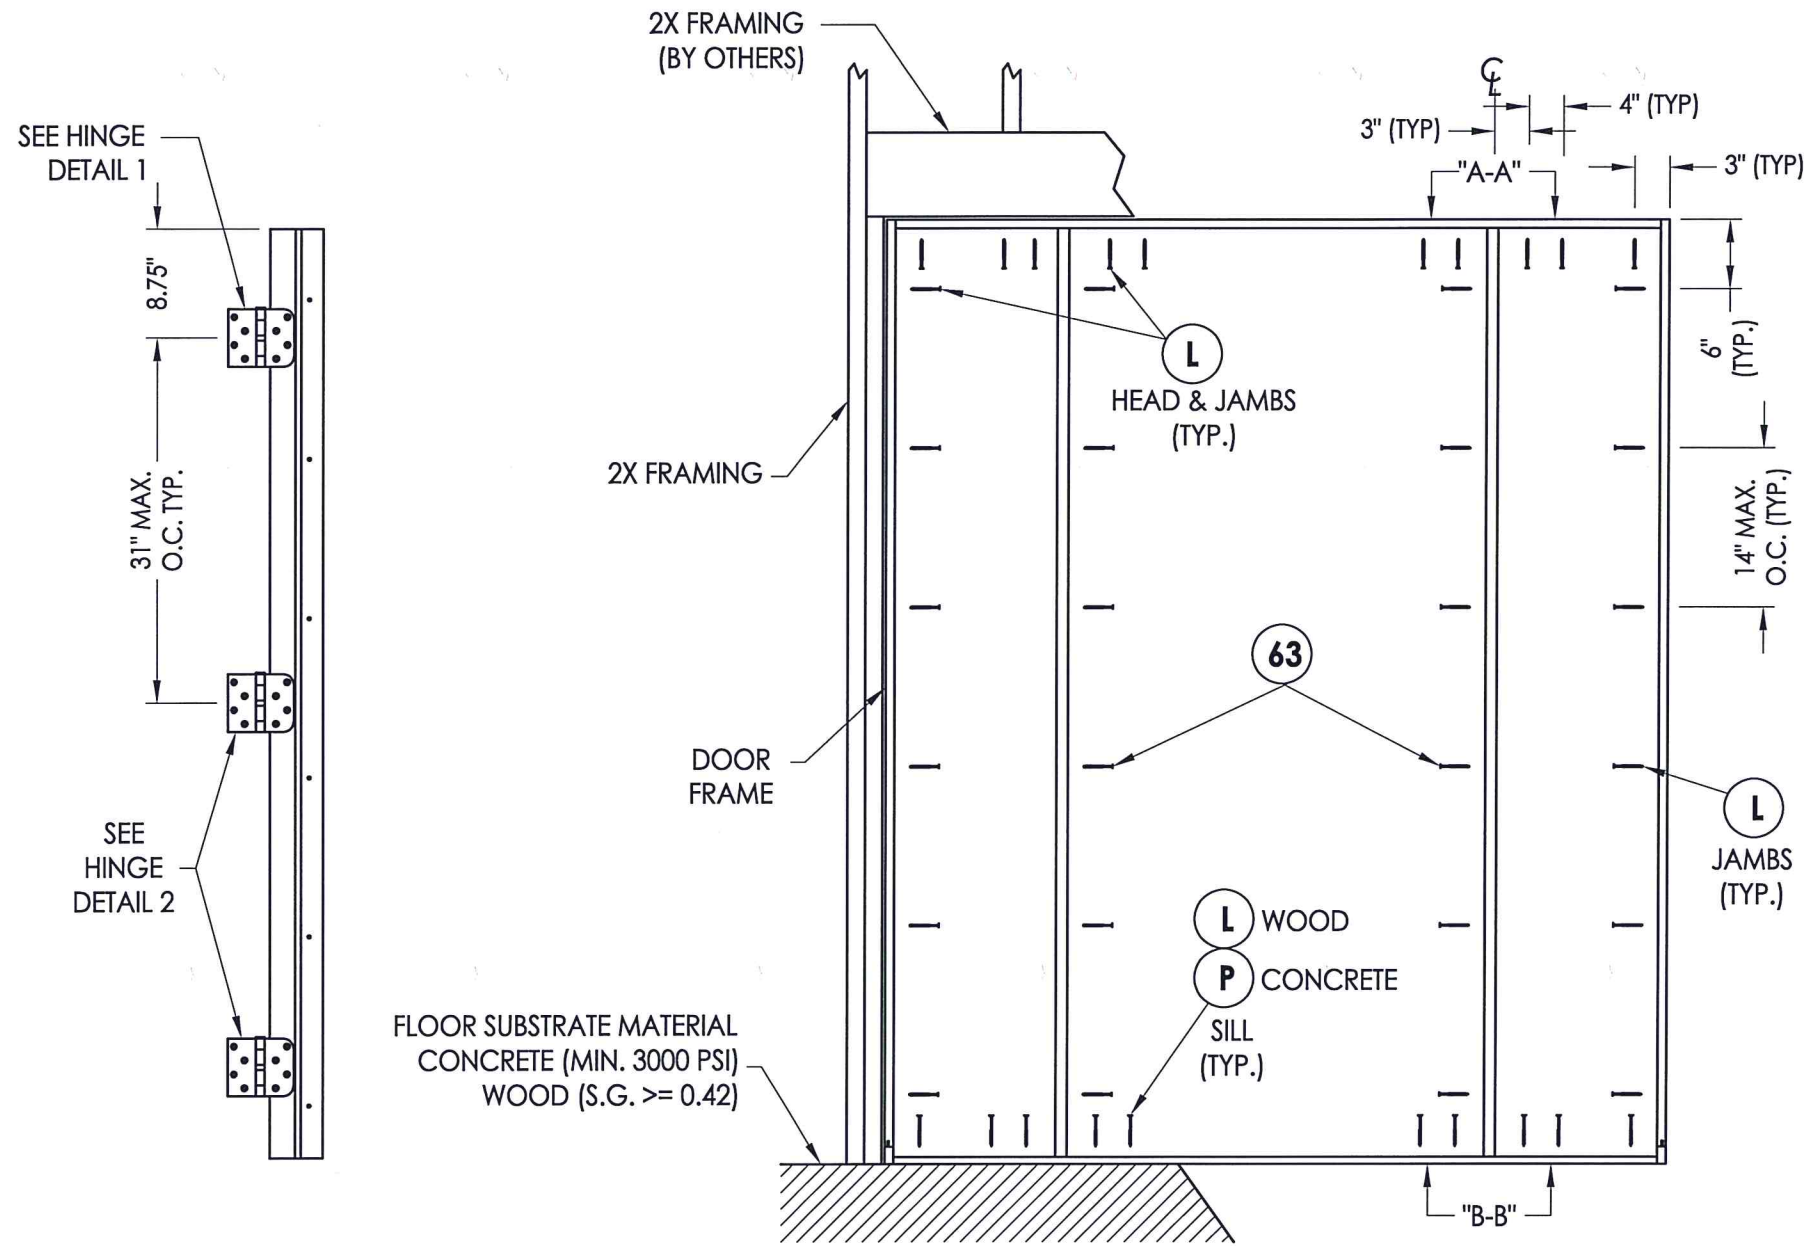 2X FRAMING
(BY OTHERS)
SEE HINGE
DETAIL 1
8.75"
31" MAX.
O.C. TYP.
SEE
HINGE
DETAIL 2
℄
4" (TYP)
3" (TYP)
"A-A"
3" (TYP)
6"
(TYP.)
L
HEAD & JAMBS
(TYP.)
2X FRAMING
14" MAX.
O.C. (TYP.)
63
DOOR
FRAME
L
JAMBS
(TYP.)
L WOOD
P CONCRETE
SILL
(TYP.)
FLOOR SUBSTRATE MATERIAL
CONCRETE (MIN. 3000 PSI)
WOOD (S.G. >= 0.42)
"B-B"